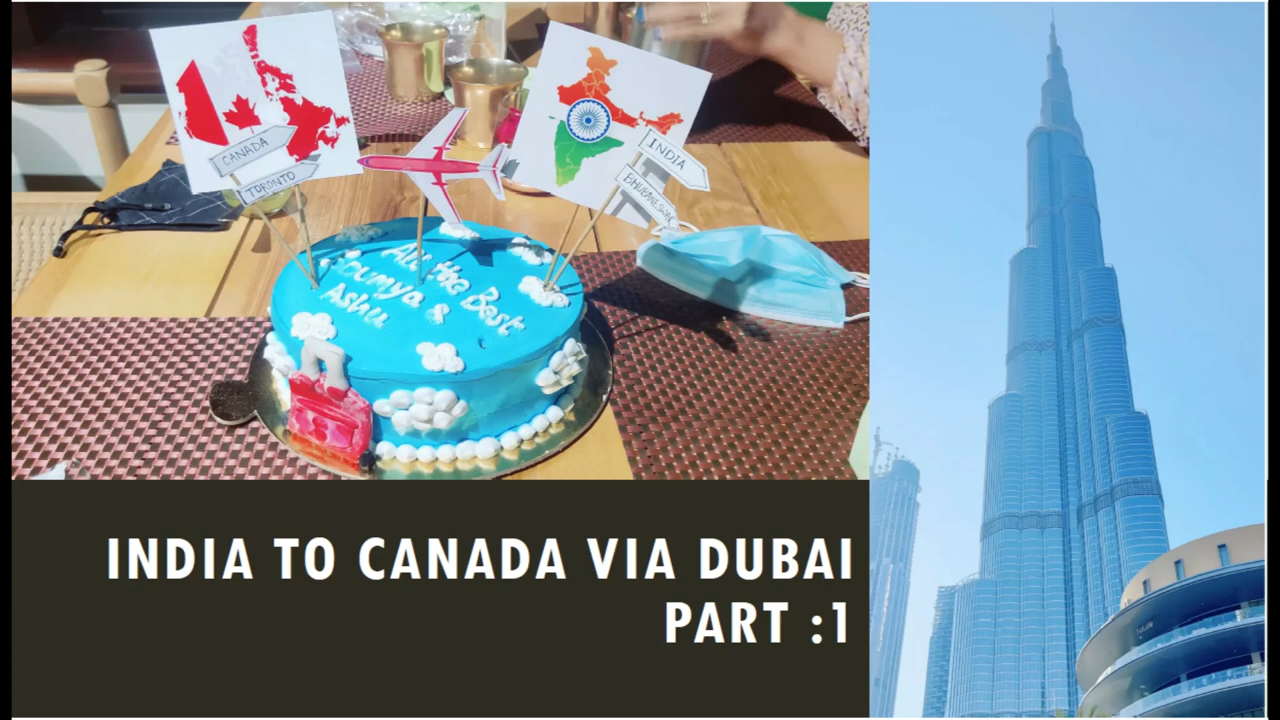 CANADA
TORONTO
INDIA
BHUBANESWAR
All the Best
Soumya &
Ashu
INDIA TO CANADA VIA DUBAI
PART :1